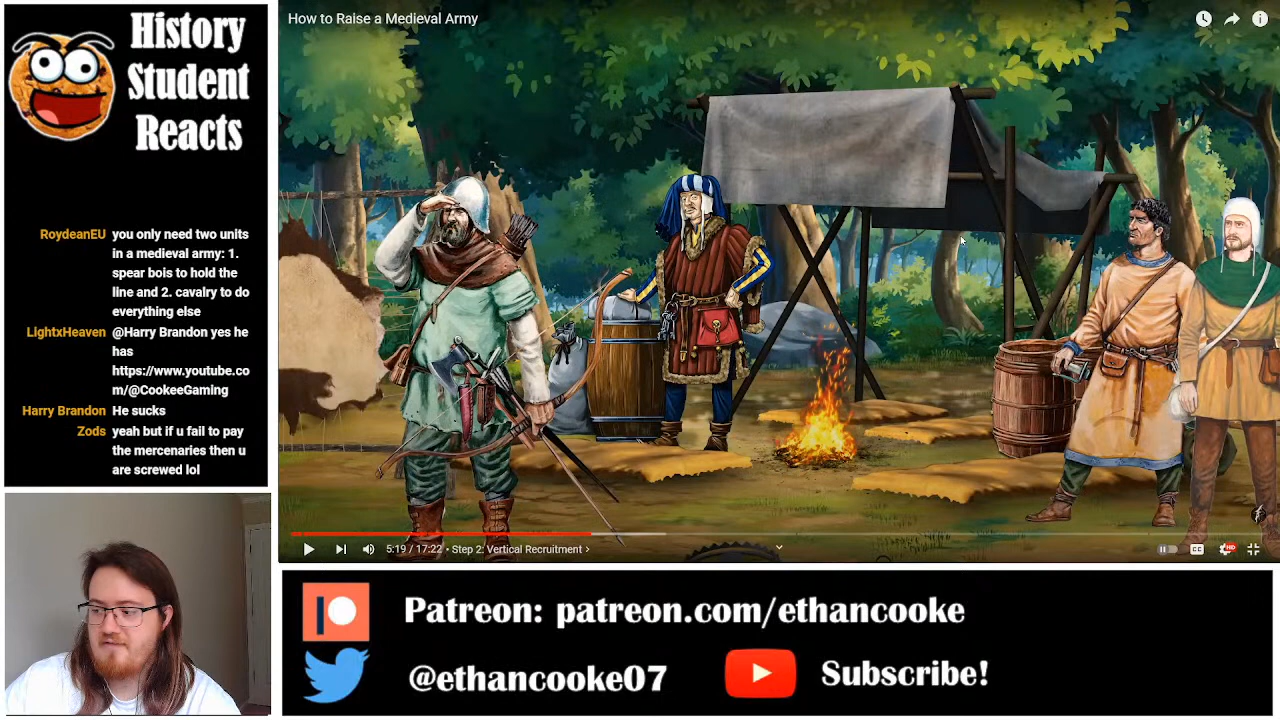 History
Student
Reacts
RoydeanEU you only need two units
in a medieval army: 1.
spear bois to hold the
line and 2. cavalry to do
everything else
LightxHeaven @Harry Brandon yes he
has
https://www.youtube.co
m/@CookeeGaming
Harry Brandon He sucks
Zods yeah but if u fail to pay
the mercenaries then u
are screwed lol
How to Raise a Medieval Army
5:19 / 17:22 • Step 2: Vertical Recruitment
CC
HD
Patreon: patreon.com/ethancooke
@ethancooke07
Subscribe!